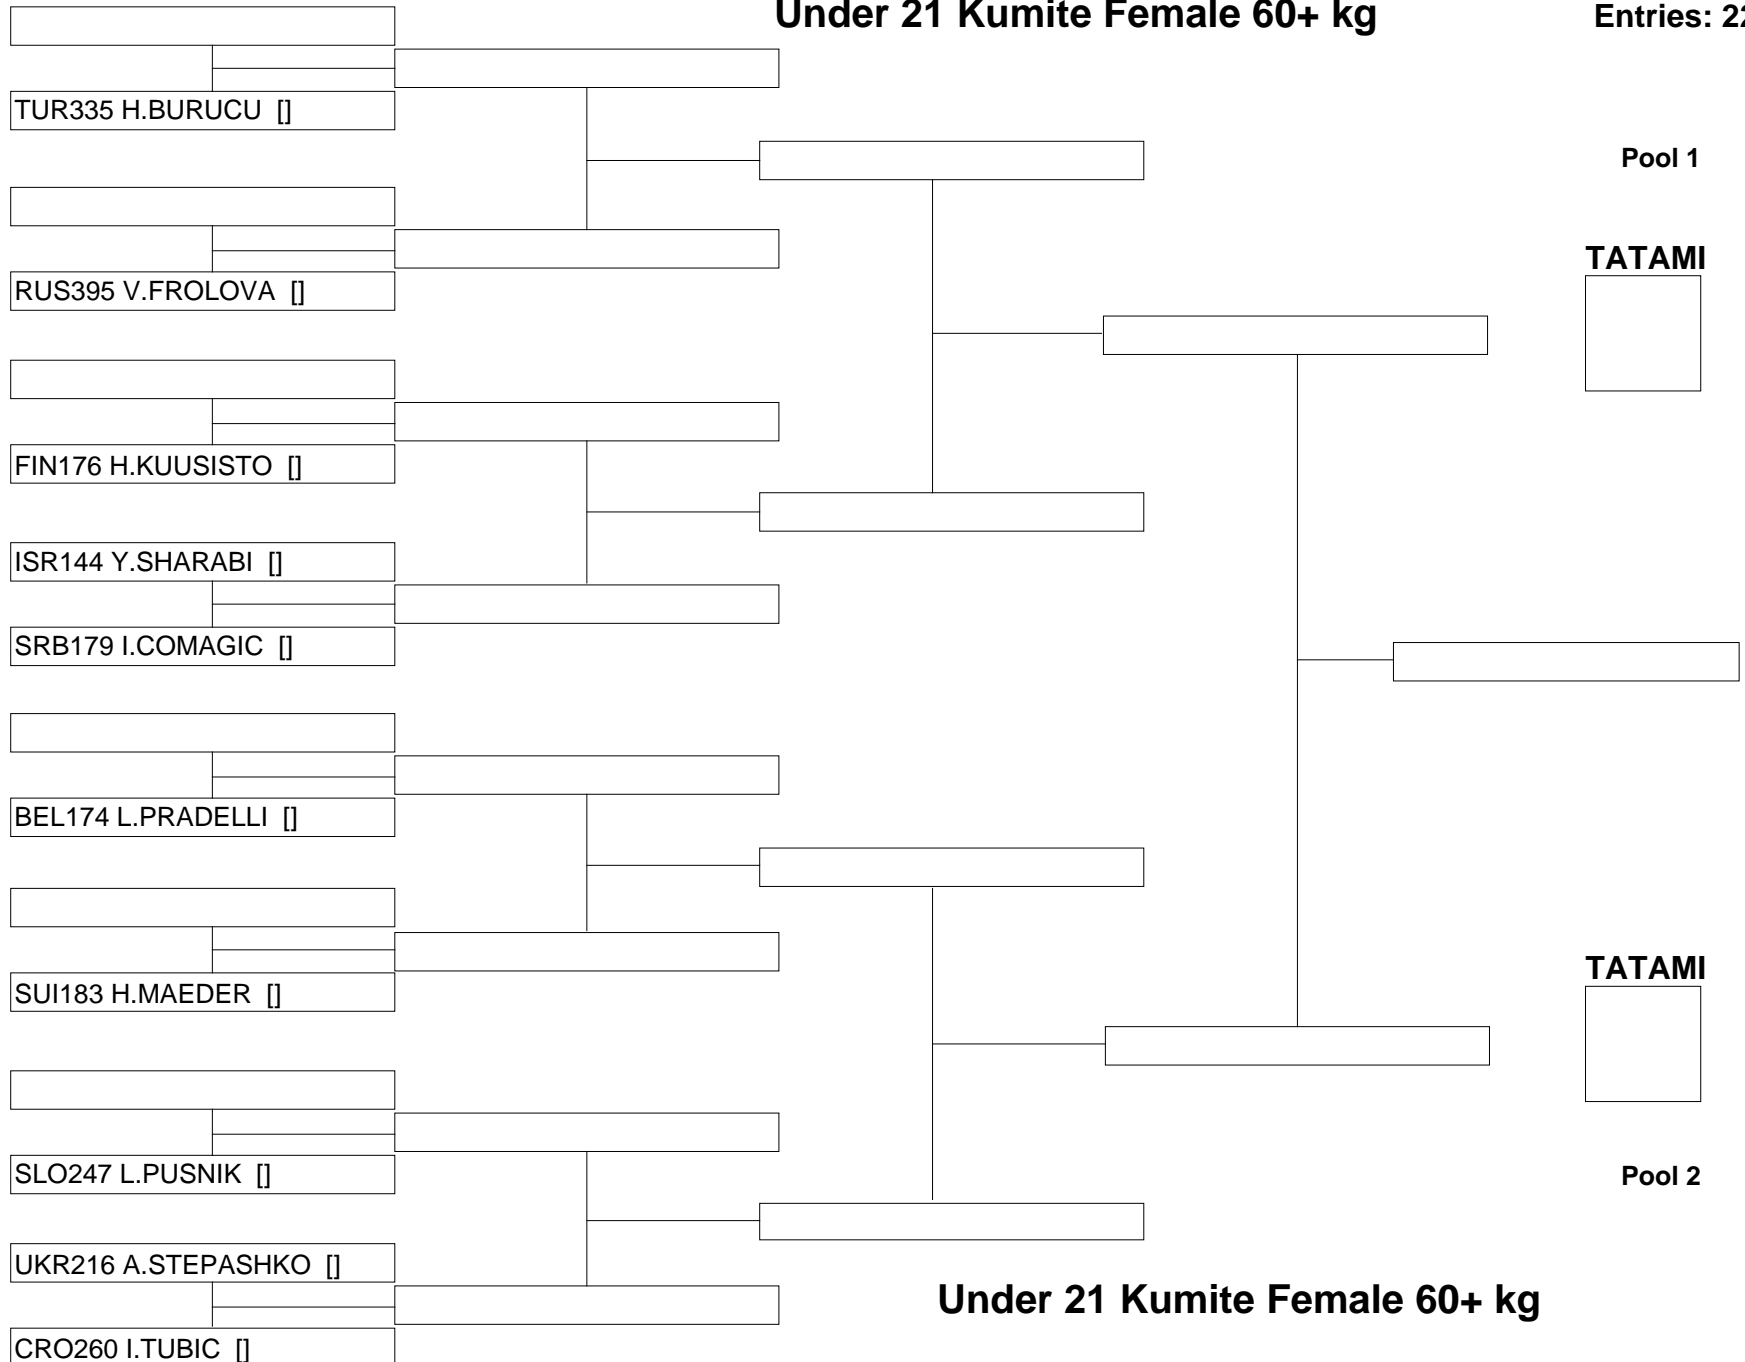 Under 21 Kumite Female 60+ kg
Entries: 22
TUR335 H.BURUCU []
Pool 1
TATAMI
RUS395 V.FROLOVA []
FIN176 H.KUUSISTO []
ISR144 Y.SHARABI []
SRB179 I.COMAGIC []
BEL174 L.PRADELLI []
SUI183 H.MAEDER []
TATAMI
SLO247 L.PUSNIK []
Pool 2
UKR216 A.STEPASHKO []
Under 21 Kumite Female 60+ kg
CRO260 I.TUBIC []